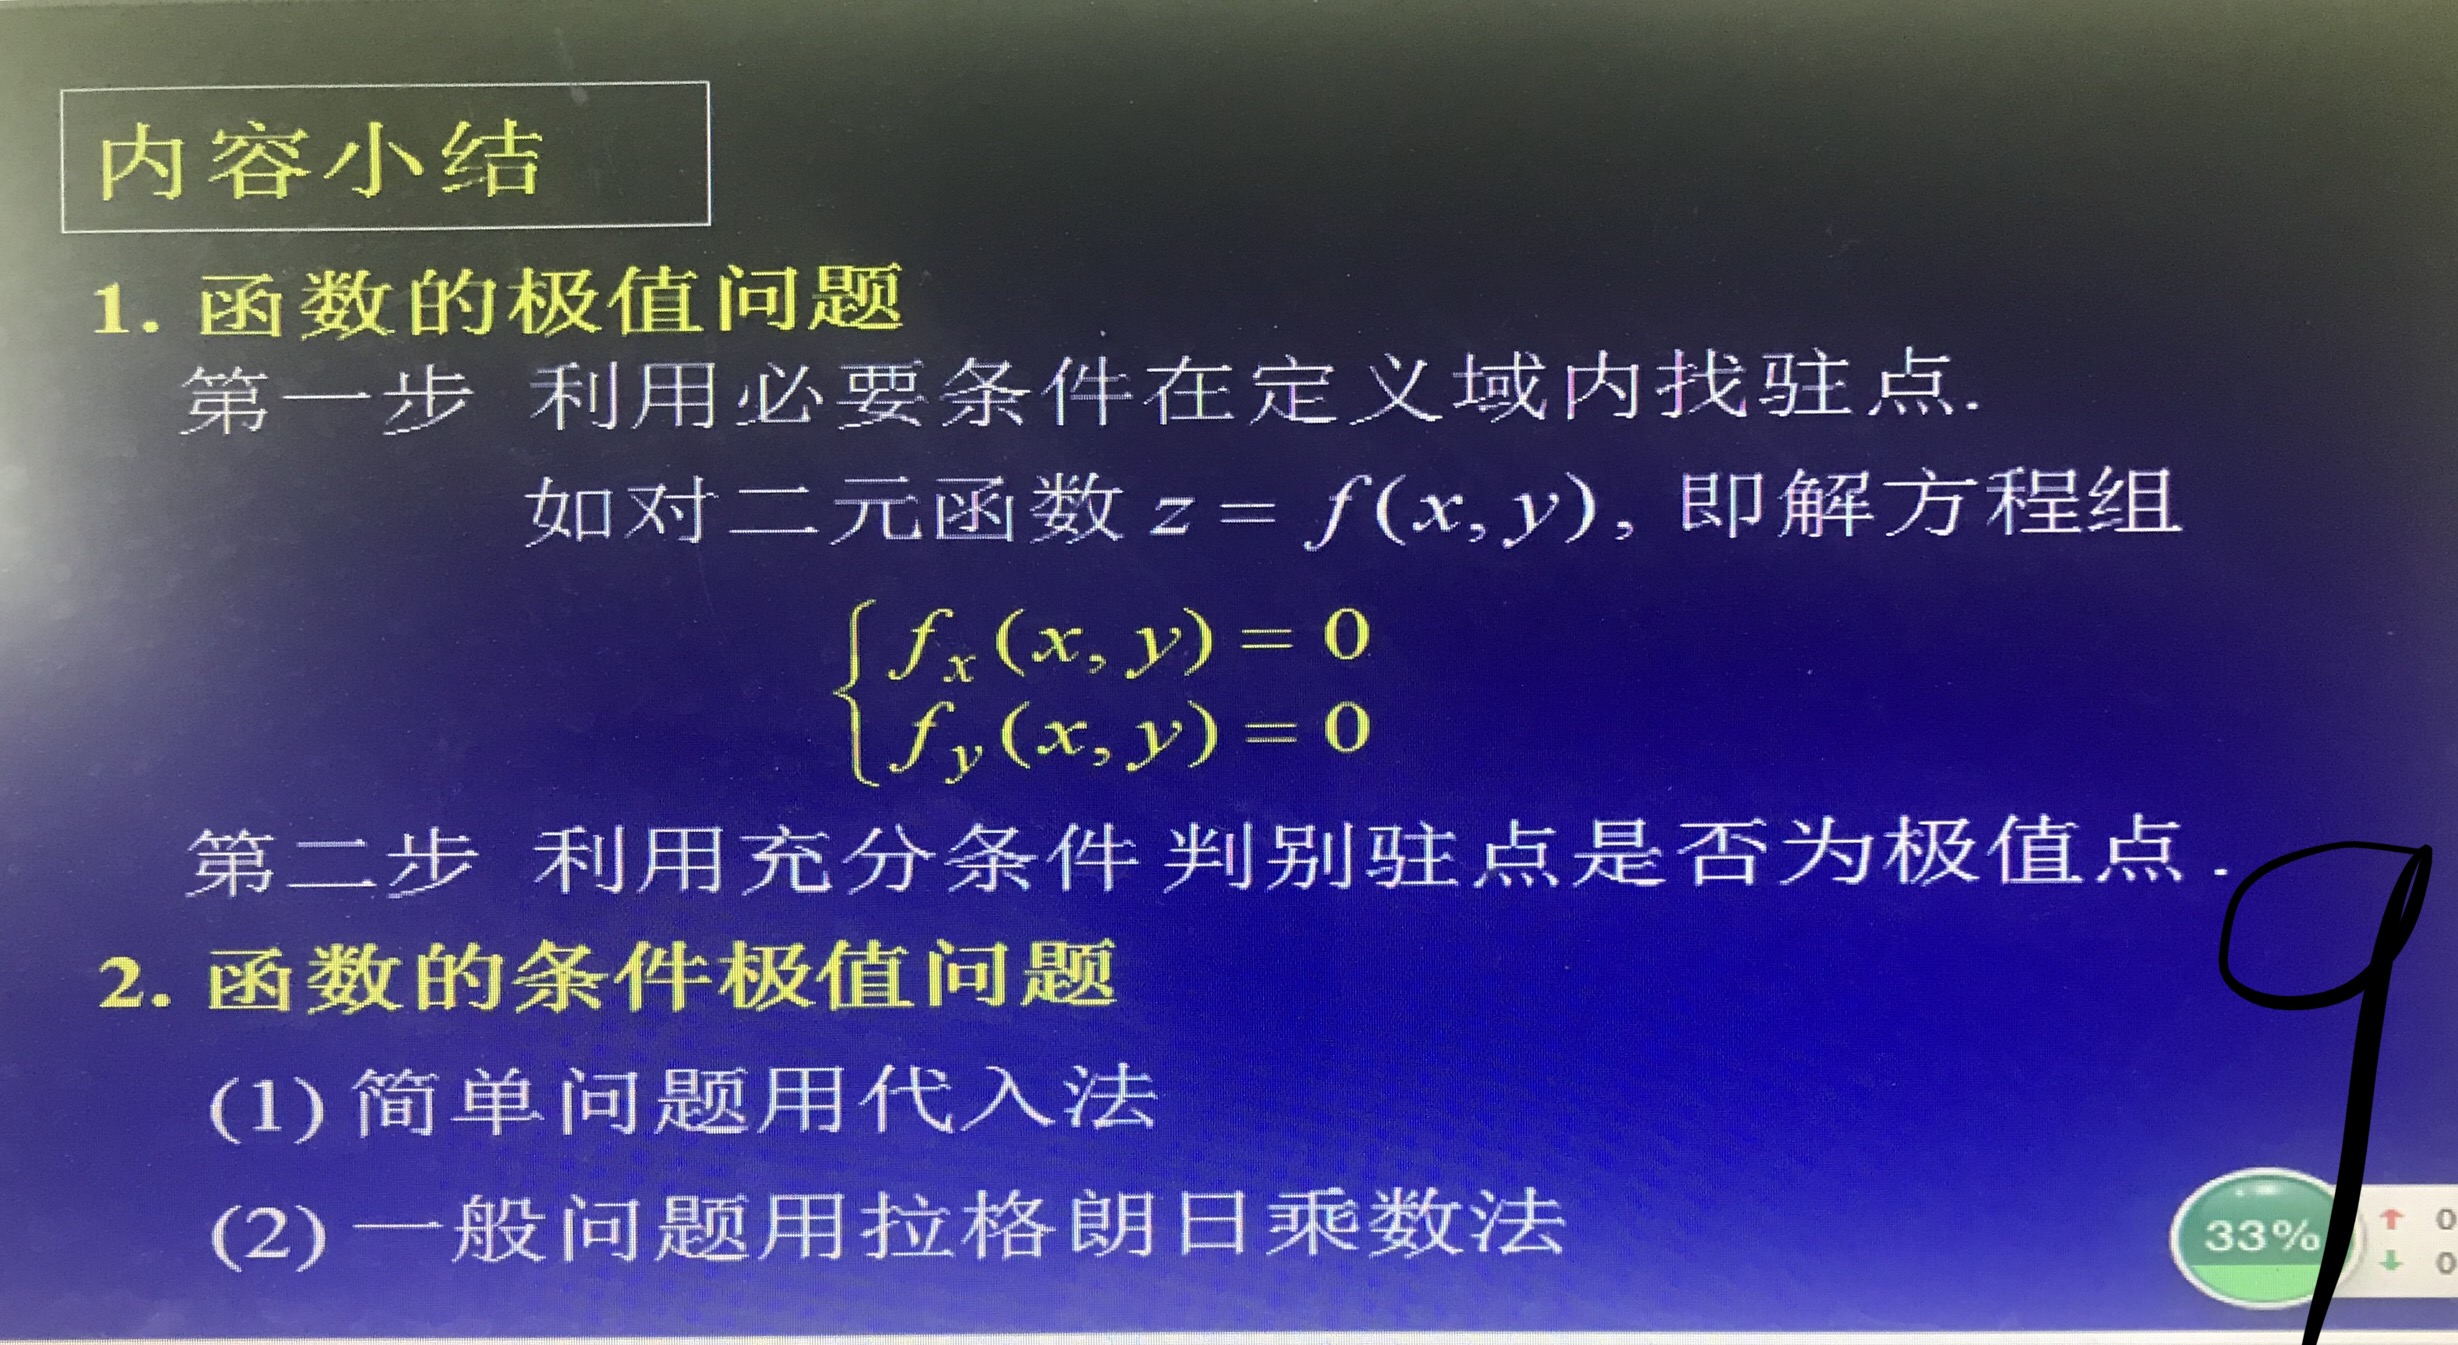 内容小结
1. 函数的极值问题
第一步 利用必要条件在定义域内找驻点.
如对二元函数 z = f(x, y), 即解方程组
f_x(x, y) = 0
f_y(x, y) = 0
第二步 利用充分条件 判别驻点是否为极值点.
2. 函数的条件极值问题
(1) 简单问题用代入法
(2) 一般问题用拉格朗日乘数法
9
33%
↑ 0
↓ 0